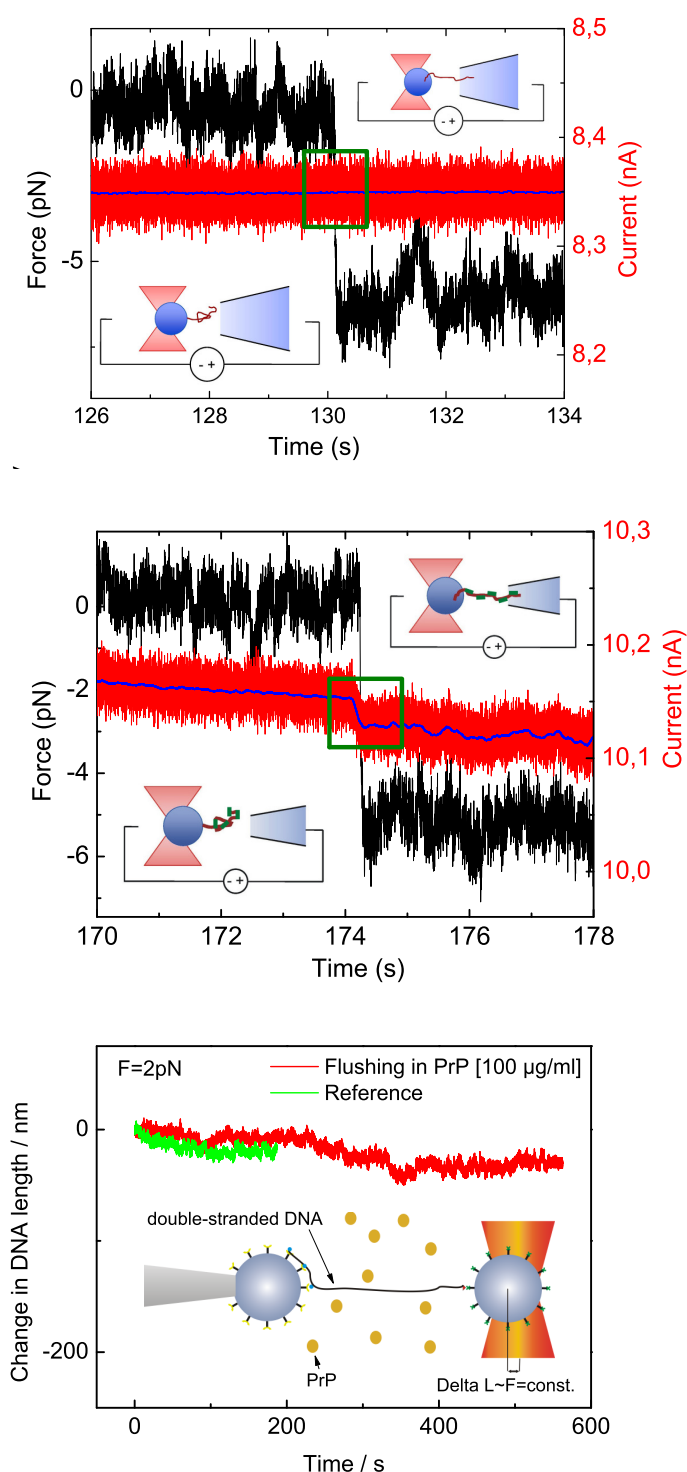 8,5
0
- +
8,4
Force (pN)
Current (nA)
8,3
-5
- +
8,2
126 128 130 132 134
Time (s)
10,3
0
10,2
- +
-2
Force (pN)
Current (nA)
10,1
-4
-6
- +
10,0
170 172 174 176 178
Time (s)
F=2pN
Flushing in PrP [100 µg/ml]
Reference
0
Change in DNA length / nm
double-stranded DNA
-200
PrP
Delta L~F=const.
0 200 400 600
Time / s